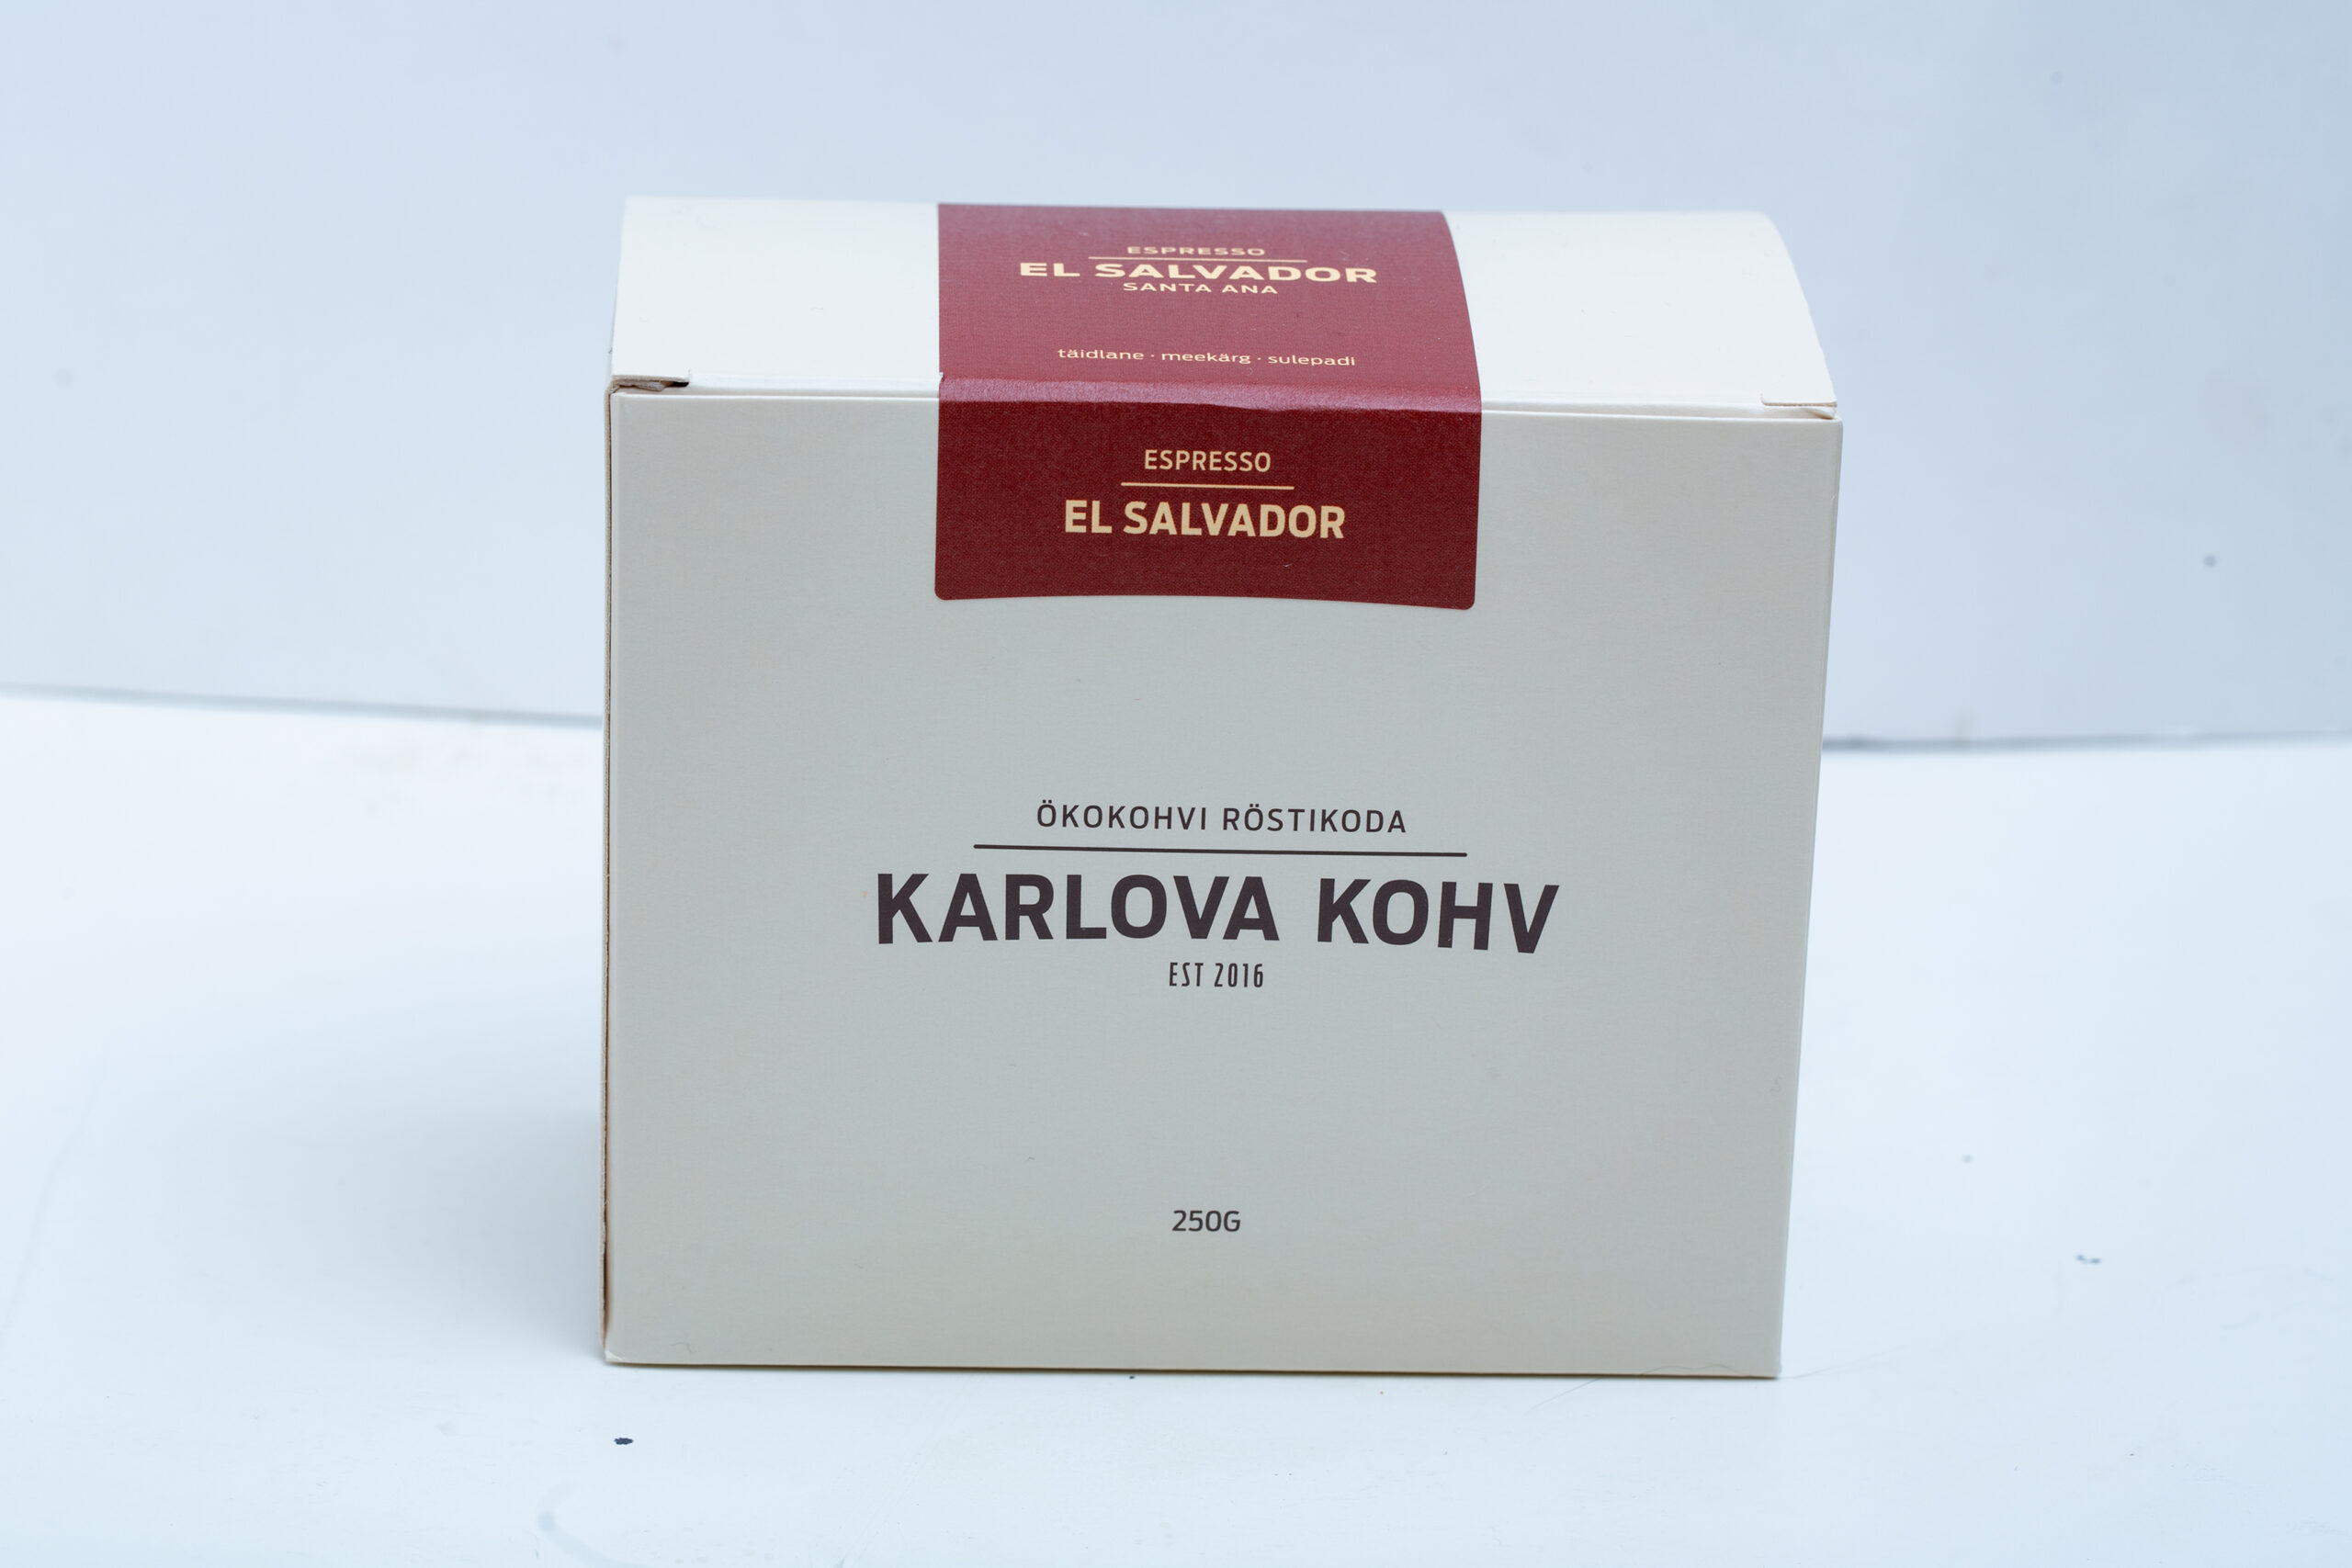 ESPRESSO
EL SALVADOR
SANTA ANA
täidlane · meekärg · sulepadi
ESPRESSO
EL SALVADOR
ÖKOKOHVI RÖSTIKODA
KARLOVA KOHV
EST 2016
250G